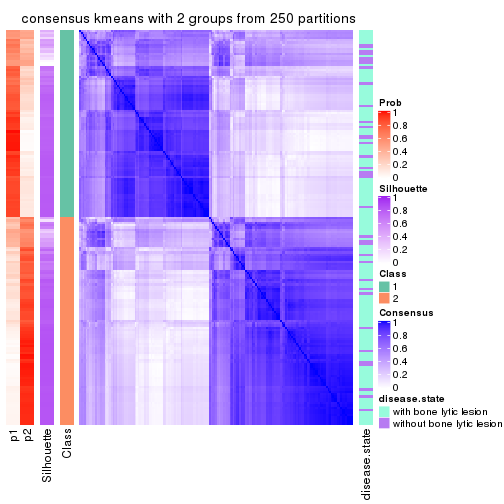 consensus kmeans with 2 groups from 250 partitions
Prob
1
0.8
0.6
0.4
0.2
0
Silhouette
1
0.8
0.6
0.4
0.2
0
Class
1
2
Consensus
1
0.8
0.6
0.4
0.2
0
disease.state
with bone lytic lesion
without bone lytic lesion
p1
p2
Silhouette
Class
disease.state